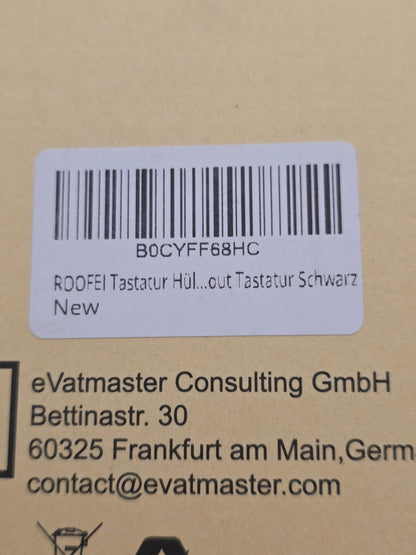 B0CYFF68HC
ROOFEI Tastatur Hül...out Tastatur Schwarz
New
eVatmaster Consulting GmbH
Bettinastr. 30
60325 Frankfurt am Main,Germ
contact@evatmaster.com